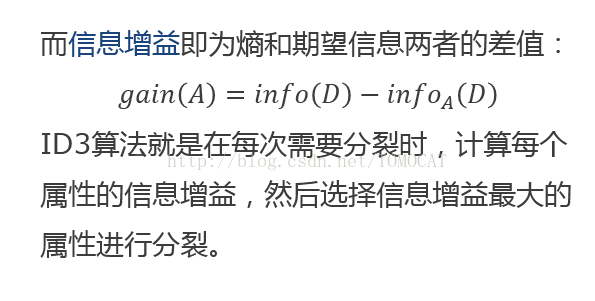 而信息增益即为熵和期望信息两者的差值：
gain(A) = info(D) − info_A(D)
ID3算法就是在每次需要分裂时，计算每个
http://blog.csdn.net/TOMOCAT
属性的信息增益，然后选择信息增益最大的
属性进行分裂。